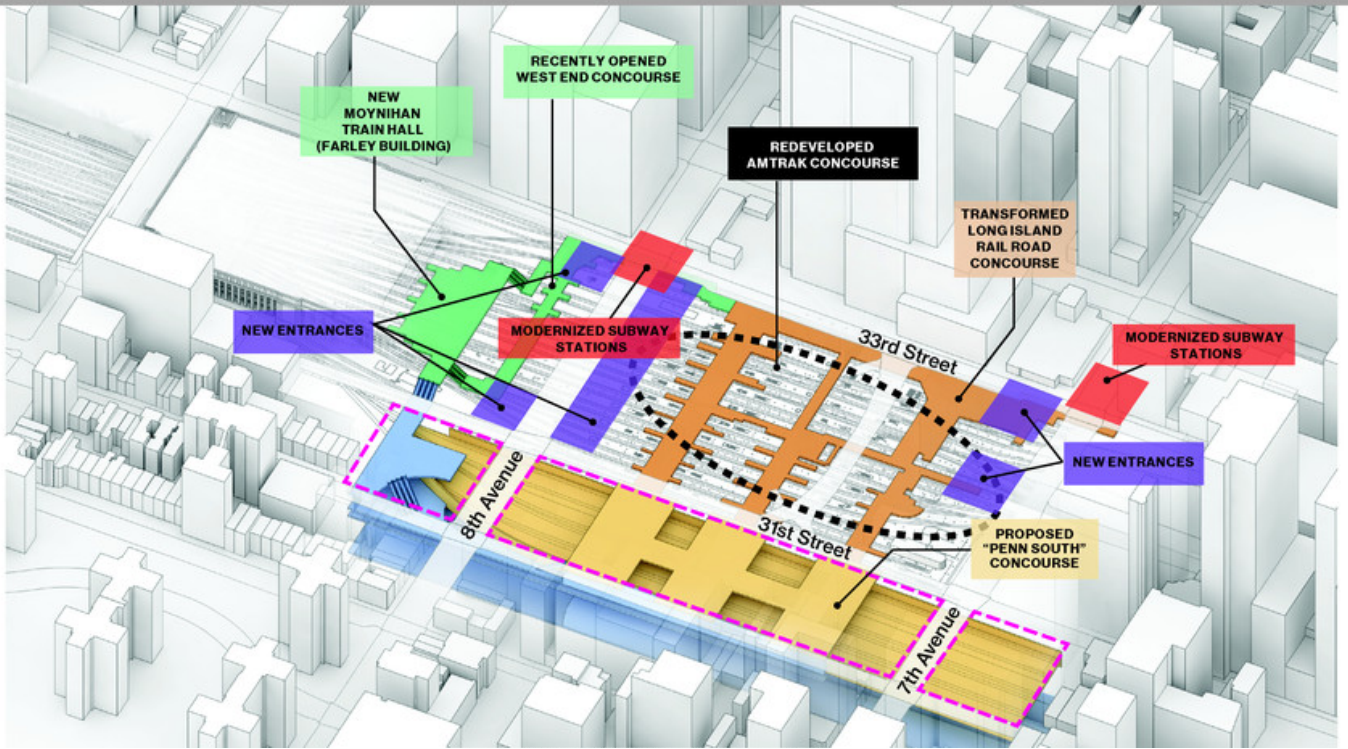 RECENTLY OPENED
WEST END CONCOURSE
NEW
MOYNIHAN
TRAIN HALL
(FARLEY BUILDING)
REDEVELOPED
AMTRAK CONCOURSE
TRANSFORMED
LONG ISLAND
RAIL ROAD
CONCOURSE
NEW ENTRANCES
MODERNIZED SUBWAY
STATIONS
33rd Street
MODERNIZED SUBWAY
STATIONS
NEW ENTRANCES
8th Avenue
31st Street
PROPOSED
"PENN SOUTH"
CONCOURSE
7th Avenue